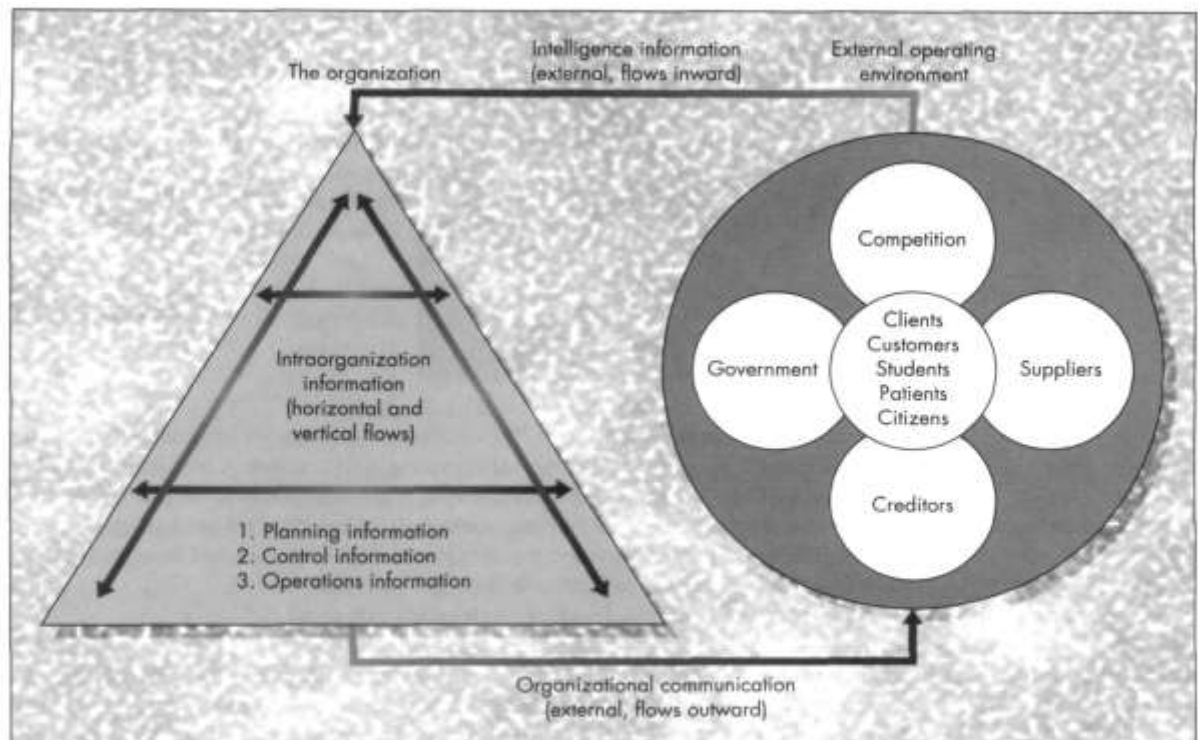 The organization
Intelligence information
(external, flows inward)
External operating
environment
Intraorganization
information
(horizontal and
vertical flows)
1. Planning information
2. Control information
3. Operations information
Competition
Government
Clients
Customers
Students
Patients
Citizens
Suppliers
Creditors
Organizational communication
(external, flows outward)